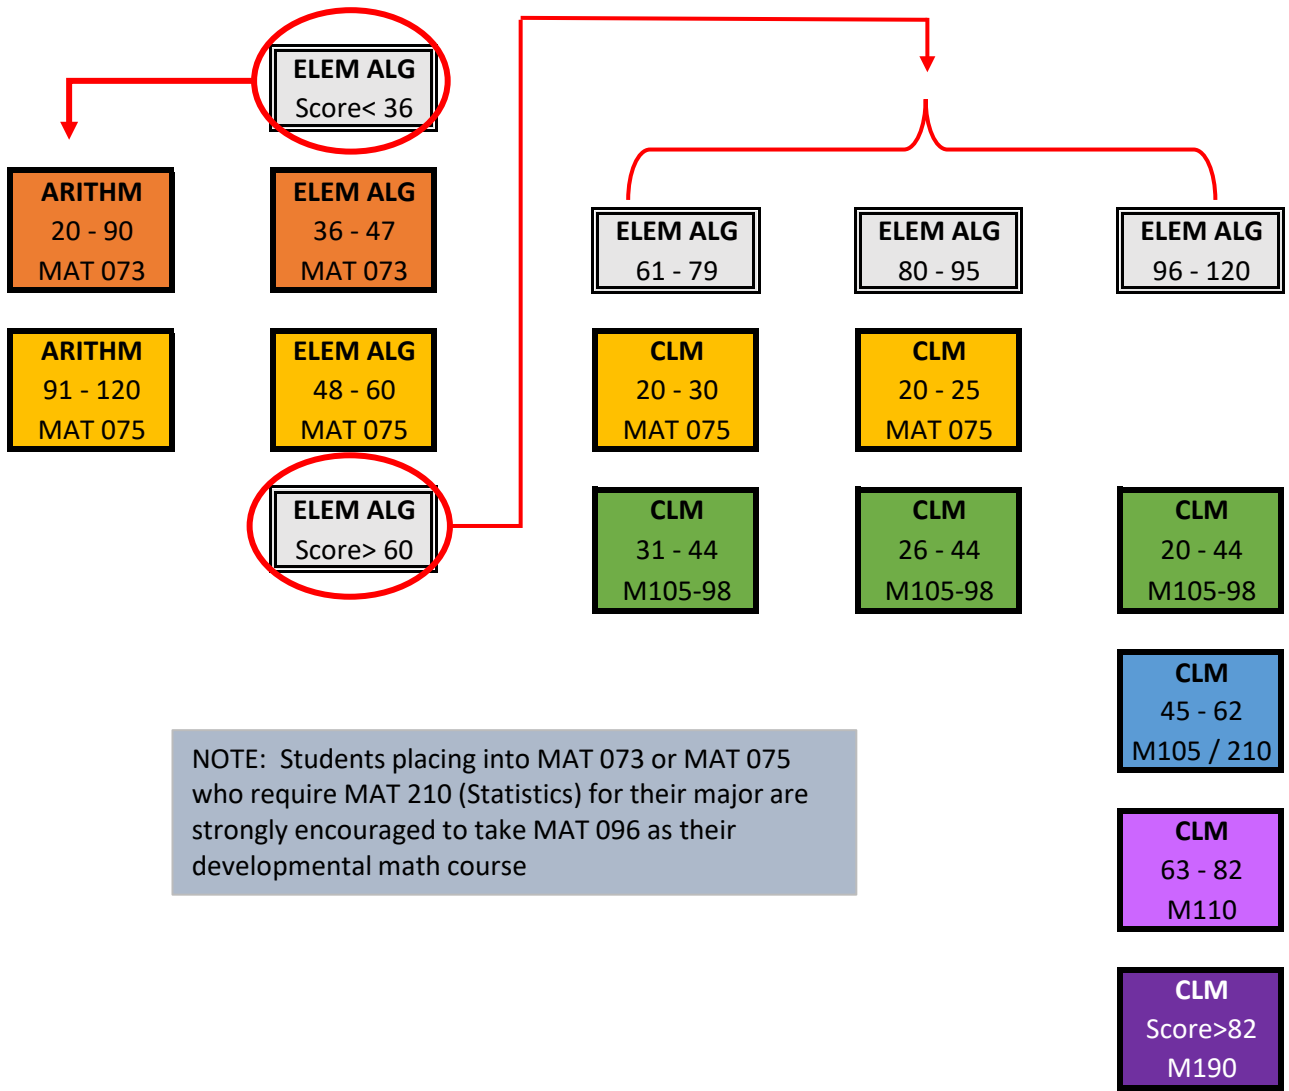 ELEM ALG
Score< 36
ARITHM
20 - 90
MAT 073
ELEM ALG
36 - 47
MAT 073
ARITHM
91 - 120
MAT 075
ELEM ALG
48 - 60
MAT 075
ELEM ALG
Score> 60
ELEM ALG
61 - 79
ELEM ALG
80 - 95
ELEM ALG
96 - 120
CLM
20 - 30
MAT 075
CLM
20 - 25
MAT 075
CLM
31 - 44
M105-98
CLM
26 - 44
M105-98
CLM
20 - 44
M105-98
CLM
45 - 62
M105 / 210
CLM
63 - 82
M110
CLM
Score>82
M190
NOTE:  Students placing into MAT 073 or MAT 075
who require MAT 210 (Statistics) for their major are
strongly encouraged to take MAT 096 as their
developmental math course